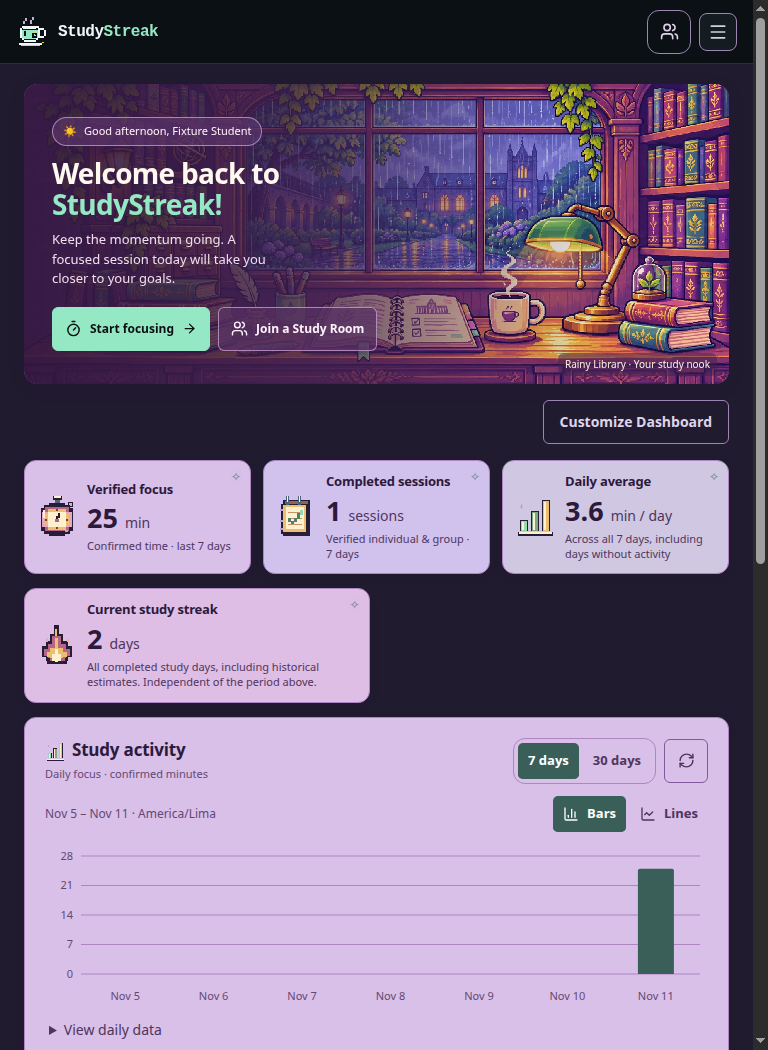 StudyStreak
Good afternoon, Fixture Student
Welcome back to
StudyStreak!
Keep the momentum going. A
focused session today will take you
closer to your goals.
Start focusing
Join a Study Room
Rainy Library · Your study nook
Customize Dashboard
Verified focus
25 min
Confirmed time · last 7 days
Completed sessions
1 sessions
Verified individual & group ·
7 days
Daily average
3.6 min / day
Across all 7 days, including
days without activity
Current study streak
2 days
All completed study days, including historical
estimates. Independent of the period above.
Study activity
Daily focus · confirmed minutes
7 days
30 days
Nov 5 – Nov 11 · America/Lima
Bars
Lines
28
21
14
7
0
Nov 5 Nov 6 Nov 7 Nov 8 Nov 9 Nov 10 Nov 11
View daily data